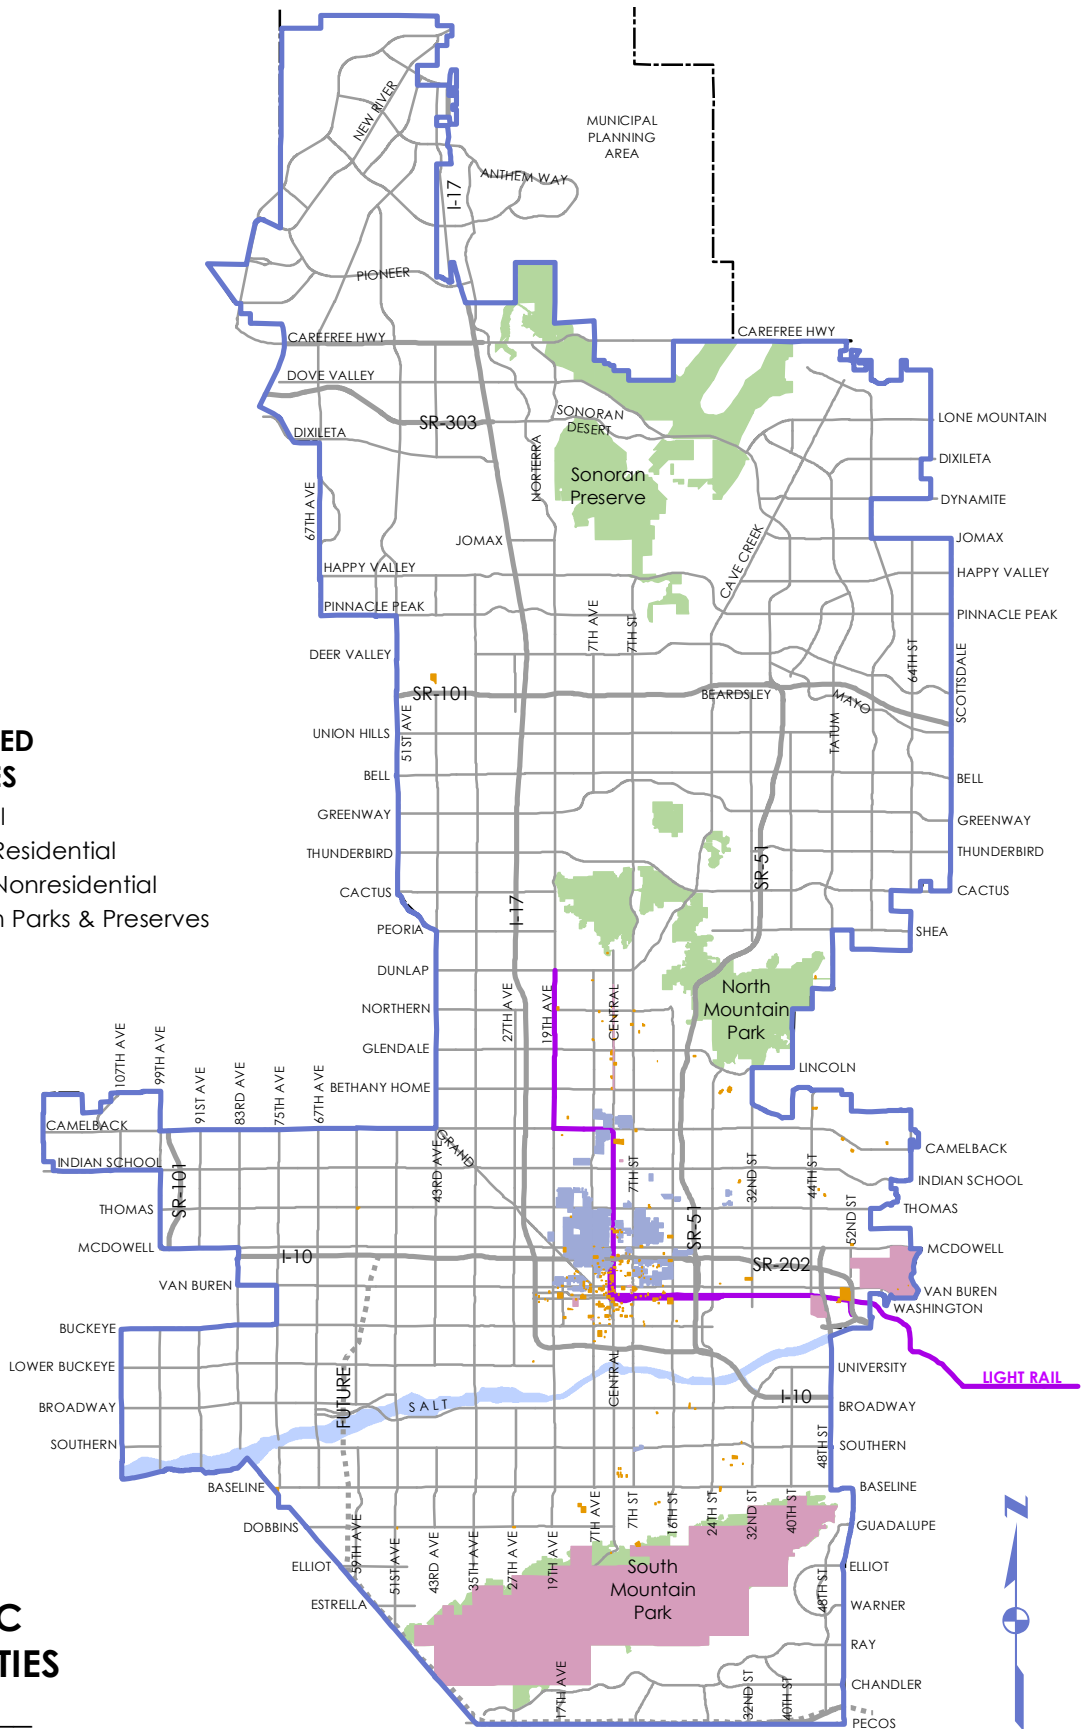 MUNICIPAL
PLANNING
AREA
NEW RIVER
ANTHEM WAY
I-17
PIONEER
CAREFREE HWY
CAREFREE HWY
DOVE VALLEY
SR-303
SONORAN
DESERT
LONE MOUNTAIN
DIXILETA
DIXILETA
NORTERRA
Sonoran
Preserve
67TH AVE
DYNAMITE
JOMAX
JOMAX
CAVE CREEK
HAPPY VALLEY
HAPPY VALLEY
PINNACLE PEAK
PINNACLE PEAK
7TH AVE
7TH ST
DEER VALLEY
64TH ST
SCOTTSDALE
SR-101
BEARDSLEY
MAYO
51ST AVE
TATUM
UNION HILLS
ED
ES
BELL
BELL
l
GREENWAY
GREENWAY
Residential
THUNDERBIRD
THUNDERBIRD
SR-51
Nonresidential
CACTUS
CACTUS
n Parks & Preserves
I-17
PEORIA
SHEA
DUNLAP
North
Mountain
Park
27TH AVE
19TH AVE
CENTRAL
NORTHERN
GLENDALE
LINCOLN
107TH AVE
99TH AVE
91ST AVE
83RD AVE
75TH AVE
67TH AVE
BETHANY HOME
CAMELBACK
CAMELBACK
GRAND
43RD AVE
7TH ST
32ND ST
44TH ST
INDIAN SCHOOL
INDIAN SCHOOL
SR-101
THOMAS
THOMAS
SR-51
52ND ST
MCDOWELL
MCDOWELL
I-10
SR-202
VAN BUREN
VAN BUREN
WASHINGTON
BUCKEYE
LOWER BUCKEYE
UNIVERSITY
LIGHT RAIL
FUTURE
CENTRAL
I-10
BROADWAY
SALT
BROADWAY
SOUTHERN
SOUTHERN
48TH ST
BASELINE
BASELINE
DOBBINS
GUADALUPE
59TH AVE
51ST AVE
43RD AVE
35TH AVE
27TH AVE
19TH AVE
7TH AVE
7TH ST
16TH ST
24TH ST
32ND ST
40TH ST
ELLIOT
ELLIOT
South
Mountain
Park
48TH ST
ESTRELLA
WARNER
C
TIES
RAY
17TH AVE
32ND ST
40TH ST
CHANDLER
PECOS
N